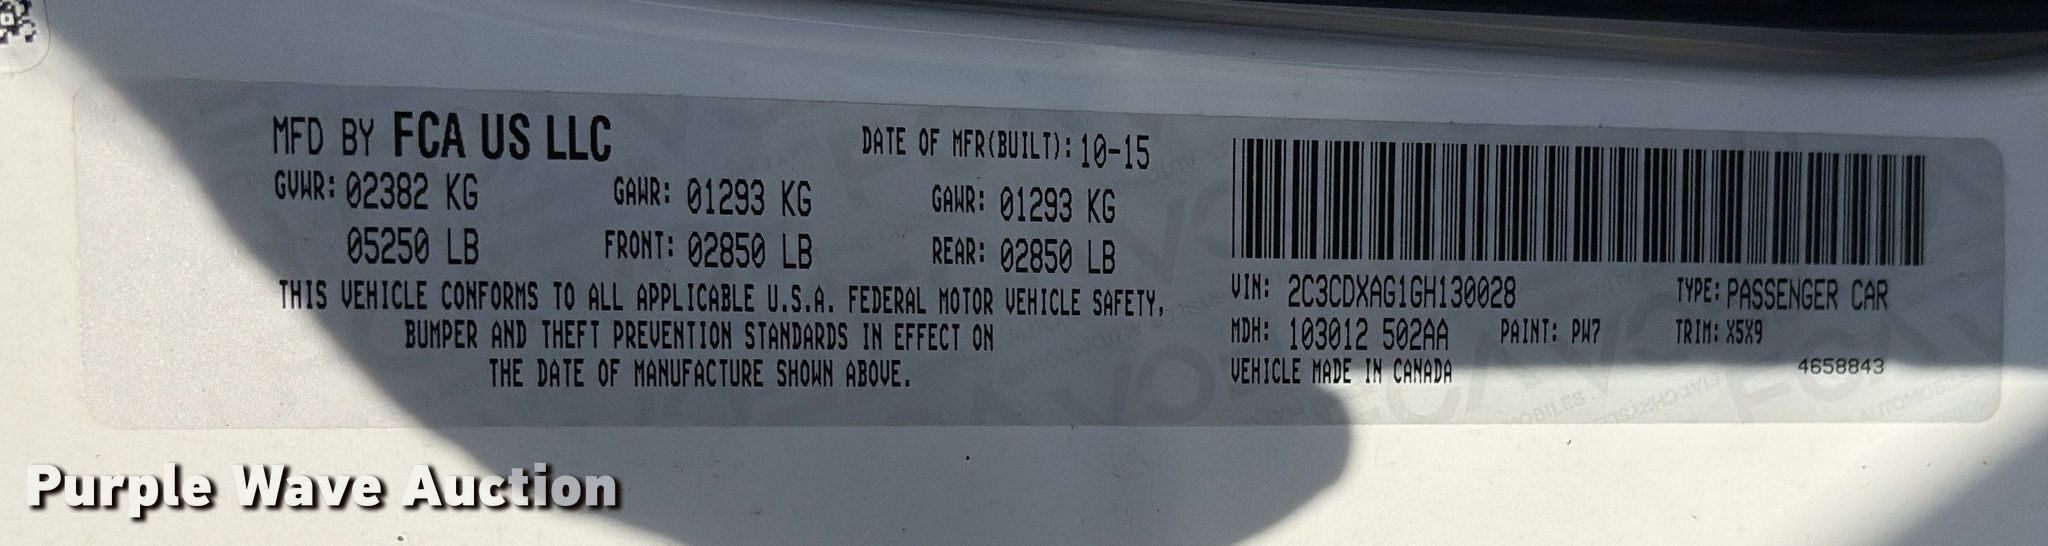 MFD BY FCA US LLC DATE OF MFR(BUILT): 10-15
GVWR: 02382 KG GAWR: 01293 KG GAWR: 01293 KG
05250 LB FRONT: 02850 LB REAR: 02850 LB
THIS VEHICLE CONFORMS TO ALL APPLICABLE U.S.A. FEDERAL MOTOR VEHICLE SAFETY,
BUMPER AND THEFT PREVENTION STANDARDS IN EFFECT ON
THE DATE OF MANUFACTURE SHOWN ABOVE.
VIN: 2C3CDXAG1GH130028 TYPE: PASSENGER CAR
MDH: 103012 502AA PAINT: PW7 TRIM: X5X9
VEHICLE MADE IN CANADA 4658843
Purple Wave Auction